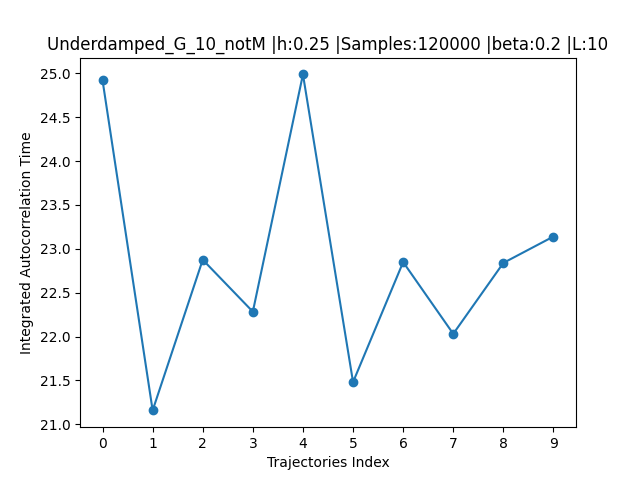 Underdamped_G_10_notM |h:0.25 |Samples:120000 |beta:0.2 |L:10
25.0
24.5
24.0
23.5
23.0
22.5
22.0
21.5
21.0
Integrated Autocorrelation Time
0 1 2 3 4 5 6 7 8 9
Trajectories Index